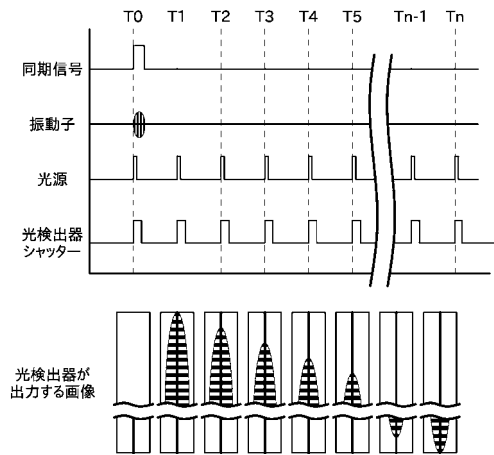 T0 T1 T2 T3 T4 T5 Tn-1 Tn
同期信号
振動子
光源
光検出器
シャッター
光検出器が
出力する画像